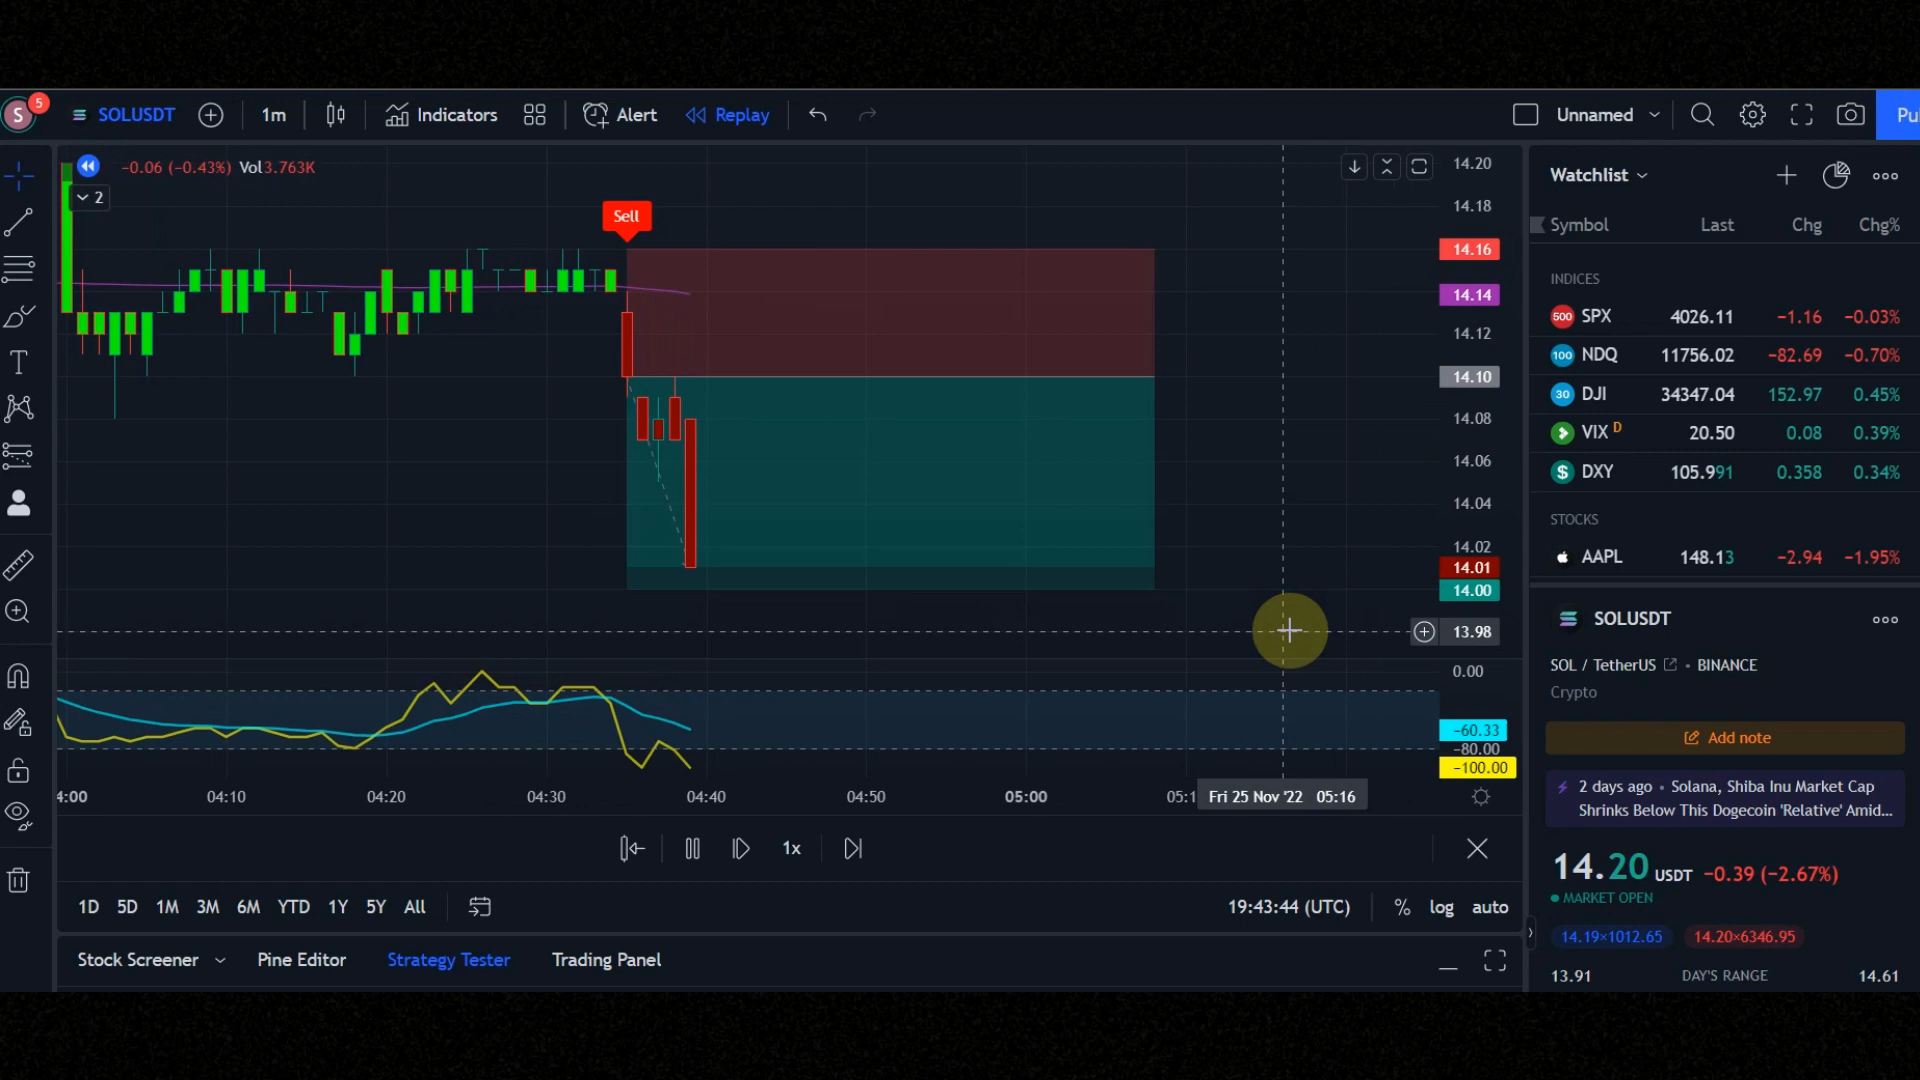 S 5 SOLUSDT 1m Indicators Alert Replay Unnamed Pu
−0.06 (−0.43%) Vol3.763K
2
Sell
14.20
14.18
14.16
14.14
14.12
14.10
14.08
14.06
14.04
14.02
14.01
14.00
13.98
0.00
−60.33
−80.00
−100.00
4:00 04:10 04:20 04:30 04:40 04:50 05:00 05:1 Fri 25 Nov '22 05:16
1x
1D 5D 1M 3M 6M YTD 1Y 5Y All 19:43:44 (UTC) % log auto
Stock Screener Pine Editor Strategy Tester Trading Panel
Watchlist
Symbol Last Chg Chg%
INDICES
500 SPX 4026.11 −1.16 −0.03%
100 NDQ 11756.02 −82.69 −0.70%
30 DJI 34347.04 152.97 0.45%
VIX D 20.50 0.08 0.39%
$ DXY 105.991 0.358 0.34%
STOCKS
AAPL 148.13 −2.94 −1.95%
SOLUSDT
SOL / TetherUS • BINANCE
Crypto
Add note
2 days ago • Solana, Shiba Inu Market Cap
Shrinks Below This Dogecoin 'Relative' Amid...
14.20 USDT −0.39 (−2.67%)
MARKET OPEN
14.19×1012.65 14.20×6346.95
13.91 DAY'S RANGE 14.61